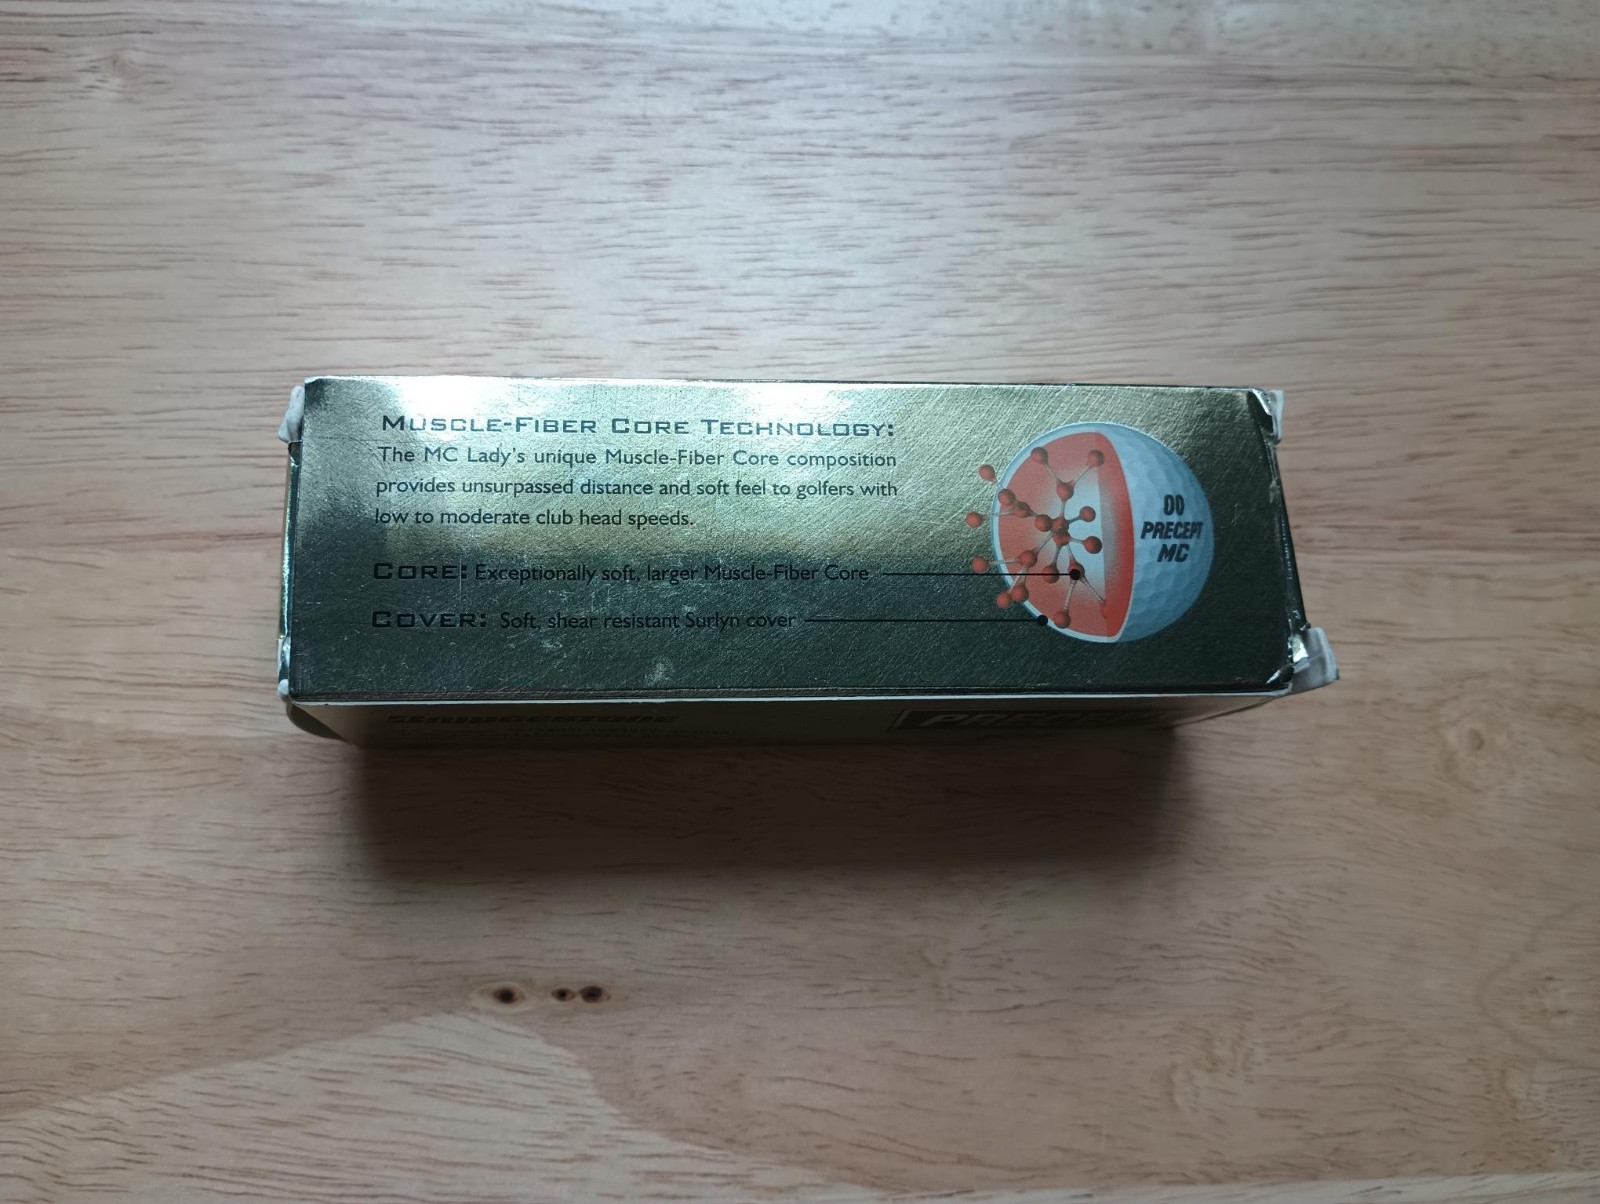 MUSCLE-FIBER CORE TECHNOLOGY:
The MC Lady's unique Muscle-Fiber Core composition
provides unsurpassed distance and soft feel to golfers with
low to moderate club head speeds.
CORE: Exceptionally soft, larger Muscle-Fiber Core
COVER: Soft, shear resistant Surlyn cover
00
PRECEPT
MC
BRIDGESTONE
PRECEPT